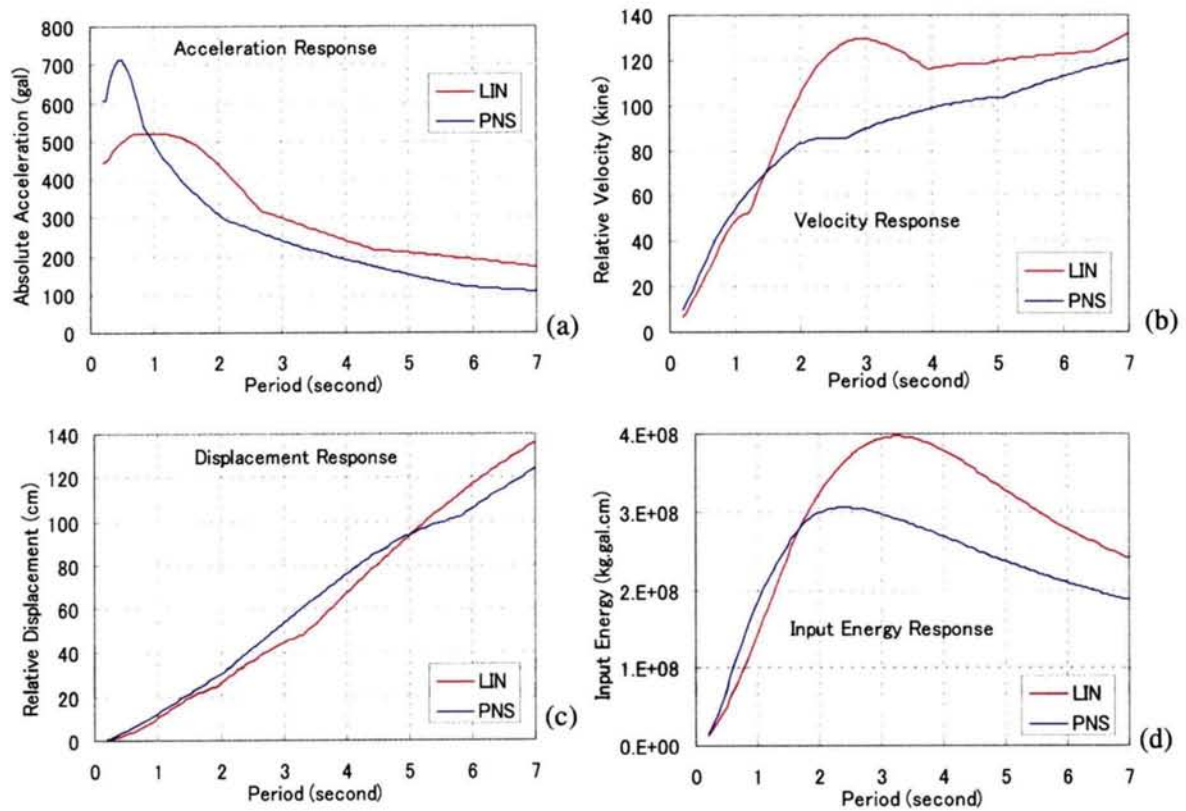 800
700
600
500
400
300
200
100
0
Absolute Acceleration (gal)
Acceleration Response
LIN
PNS
0 1 2 3 4 5 6 7
Period (second)
(a)
140
120
100
80
60
40
20
0
Relative Velocity (kine)
Velocity Response
LIN
PNS
0 1 2 3 4 5 6 7
Period (second)
(b)
140
120
100
80
60
40
20
0
Relative Displacement (cm)
Displacement Response
LIN
PNS
0 1 2 3 4 5 6 7
Period (second)
(c)
4.E+08
3.E+08
2.E+08
1.E+08
0.E+00
Input Energy (kg.gal.cm)
Input Energy Response
LIN
PNS
0 1 2 3 4 5 6 7
Period (second)
(d)